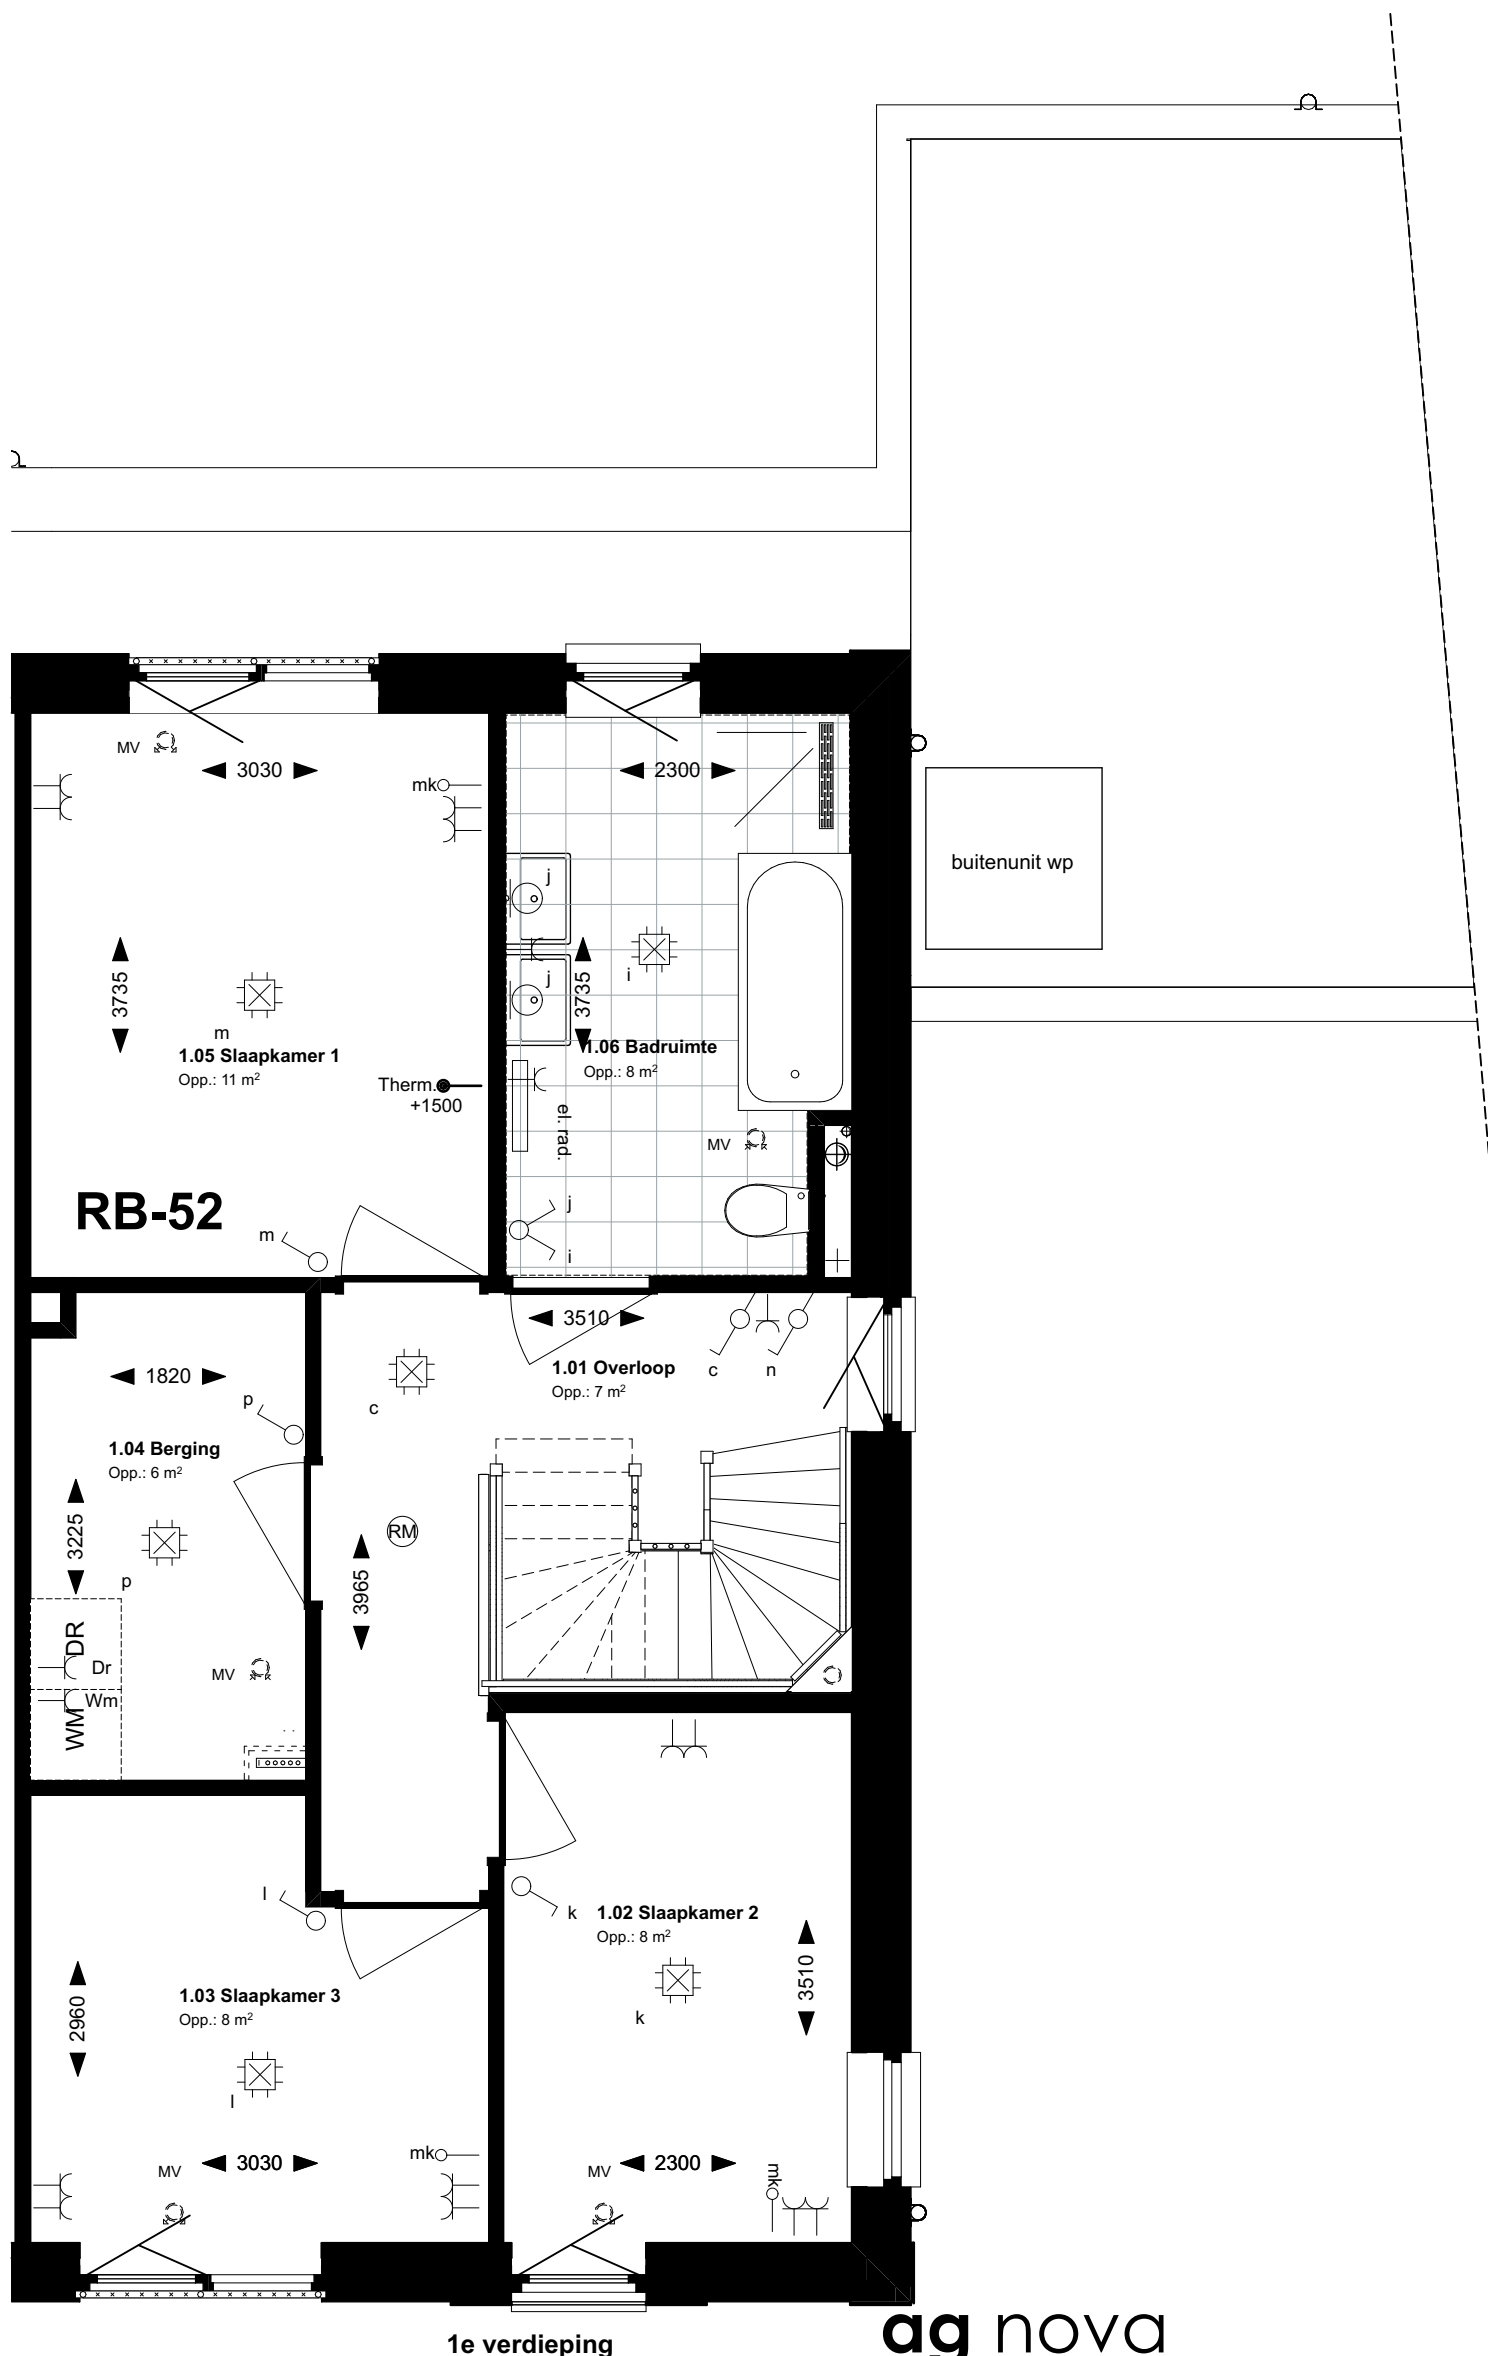 MV
3030
mk
2300
buitenunit wp
j
j
i
3735
3735
m
1.05 Slaapkamer 1
Opp.: 11 m²
1.06 Badruimte
Opp.: 8 m²
Therm.
+1500
el. rad.
MV
RB-52
m
j
i
3510
1.01 Overloop
Opp.: 7 m²
c
n
1820
p
c
1.04 Berging
Opp.: 6 m²
3225
RM
p
3965
DR
Dr
MV
Wm
WM
l
k
1.02 Slaapkamer 2
Opp.: 8 m²
3510
1.03 Slaapkamer 3
Opp.: 8 m²
2960
k
l
mk
3030
MV
MV
2300
mk
1e verdieping
ag nova